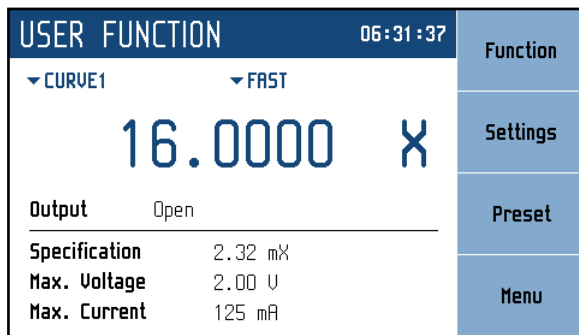 USER FUNCTION 06:31:37
CURVE1 FAST
16.0000 X
Output Open
Specification 2.32 mX
Max. Voltage 2.00 V
Max. Current 125 mA
Function
Settings
Preset
Menu